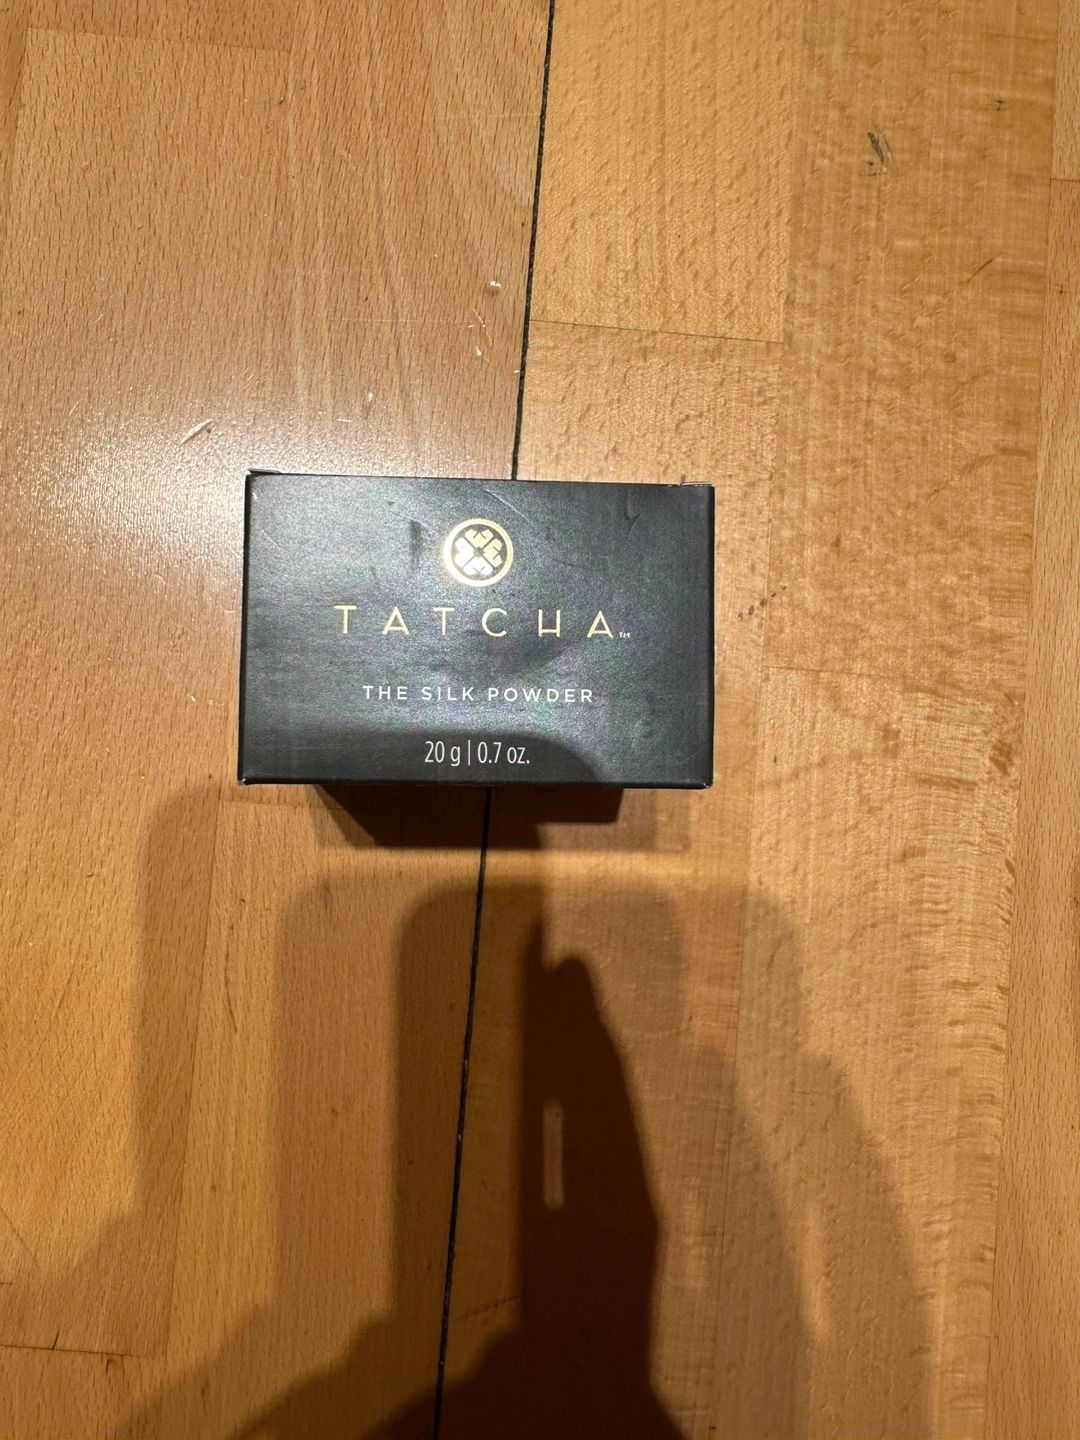 TATCHA™
THE SILK POWDER
20 g | 0.7 oz.